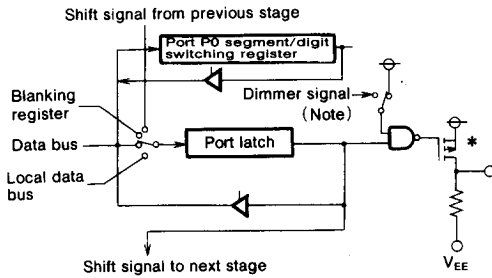 Shift signal from previous stage
Port P0 segment/digit
switching register
Dimmer signal
(Note)
Blanking
register
Data bus
Port latch
*
Local data
bus
VEE
Shift signal to next stage